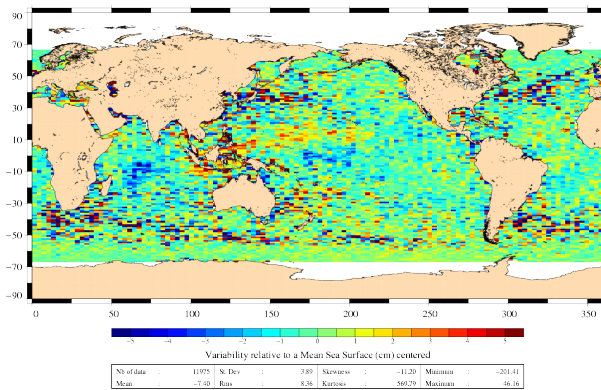 90
70
50
30
10
−10
−30
−50
−70
−90
0 50 100 150 200 250 300 350
−5 −4 −3 −2 −1 0 1 2 3 4 5
Variability relative to a Mean Sea Surface (cm) centered
Nb of data : 11975 St. Dev : 3.89 Skewness : −11.20 Minimum : −201.41
Mean : −7.40 Rms : 8.36 Kurtosis : 569.79 Maximum : 46.16